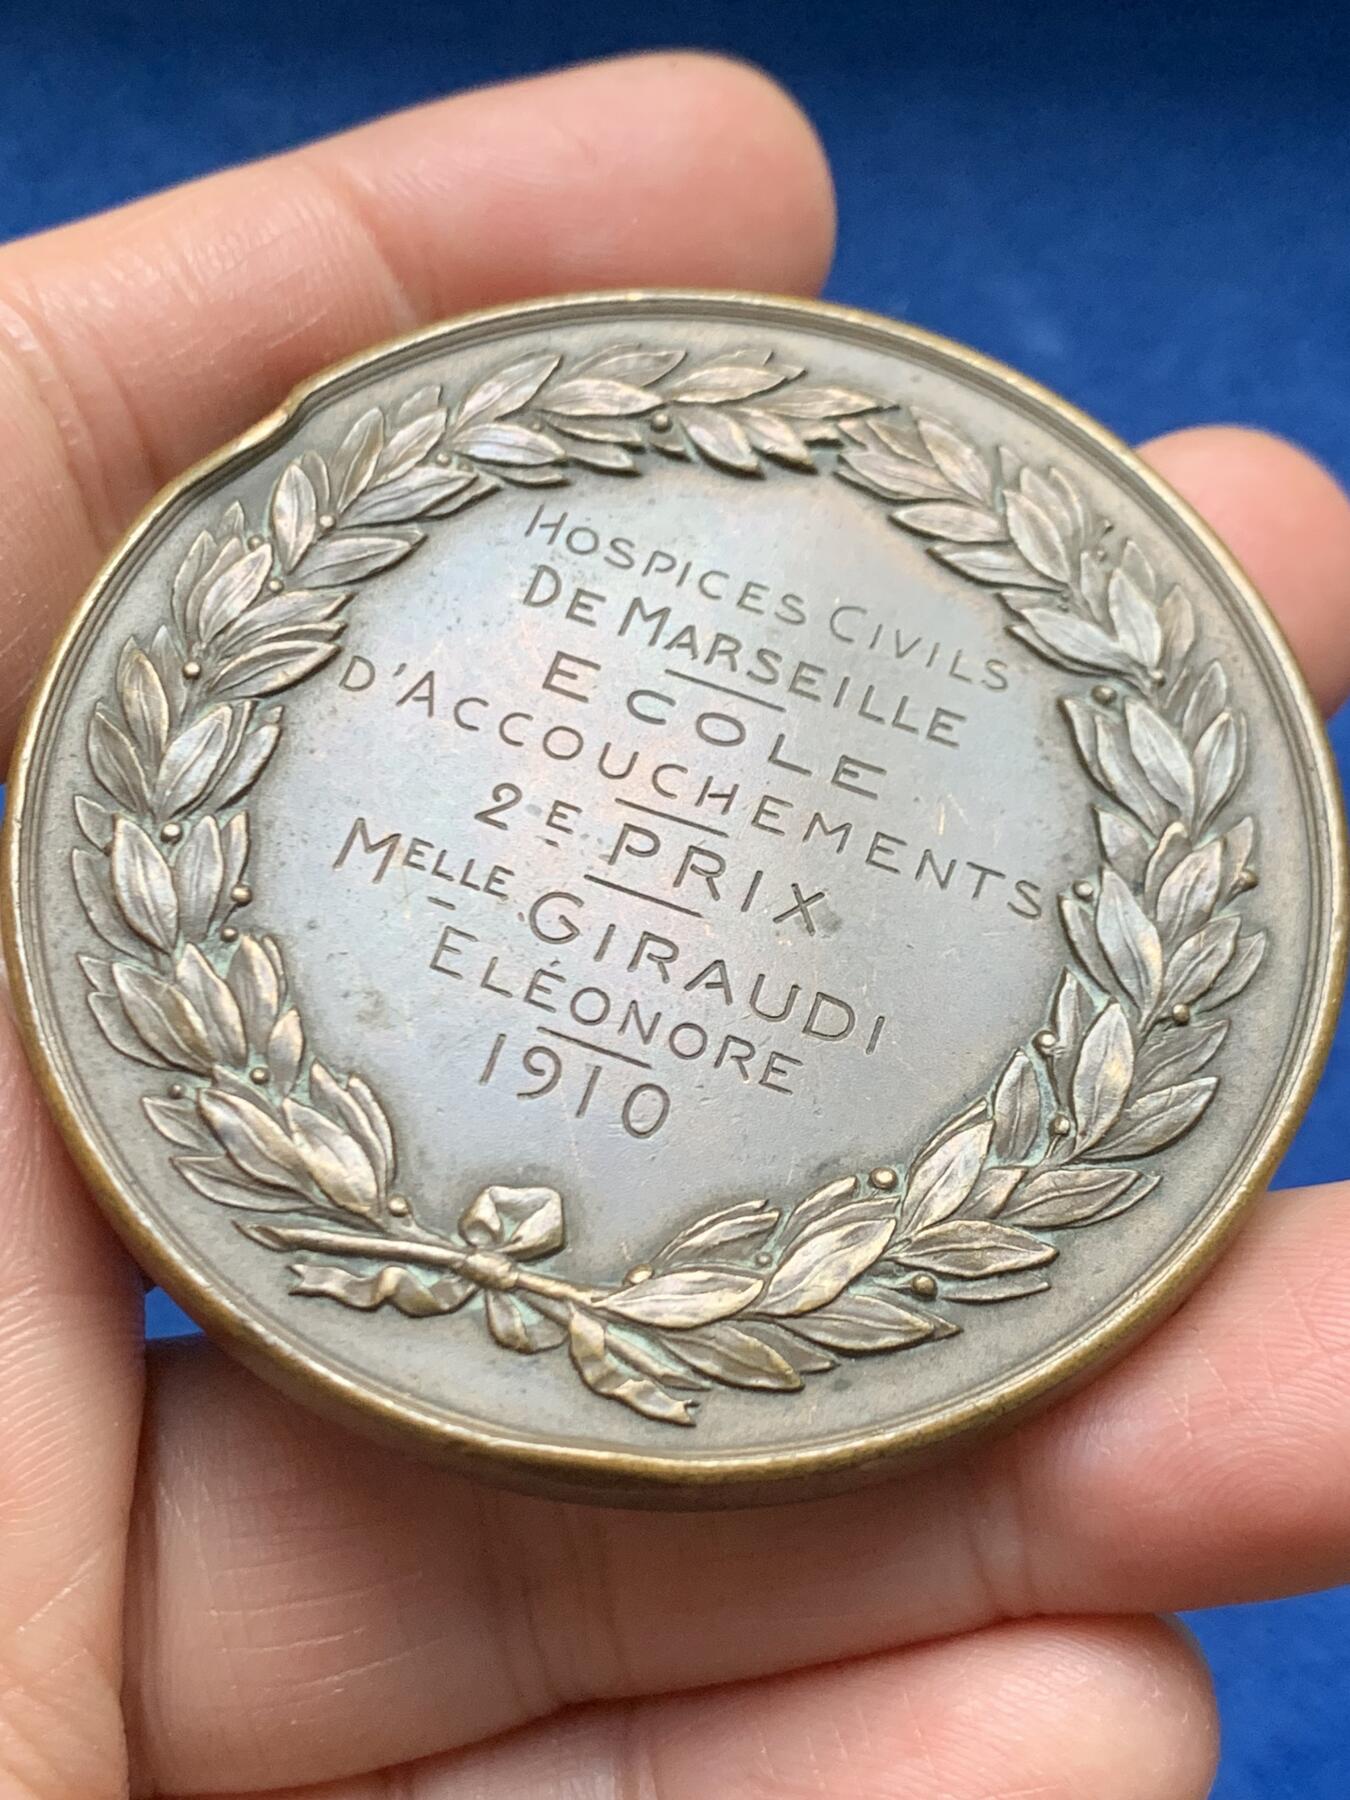 HOSPICES CIVILS
DE MARSEILLE
ECOLE
D'ACCOUCHEMENTS
2E PRIX
MELLE GIRAUDI
ELÉONORE
1910